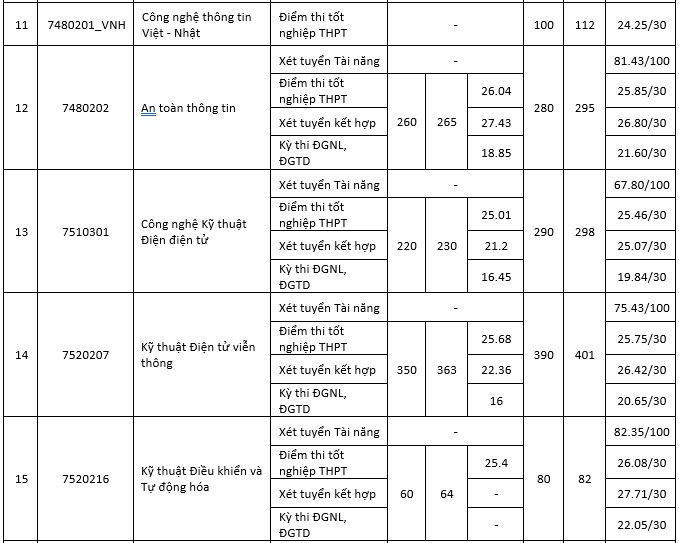 11 7480201_VNH Công nghệ thông tin Việt - Nhật Điểm thi tốt nghiệp THPT - 100 112 24.25/30
12 7480202 An toàn thông tin
Xét tuyển Tài năng - 81.43/100
Điểm thi tốt nghiệp THPT 26.04 25.85/30
Xét tuyển kết hợp 260 265 27.43 280 295 26.80/30
Kỳ thi ĐGNL, ĐGTD 18.85 21.60/30
13 7510301 Công nghệ Kỹ thuật Điện điện tử
Xét tuyển Tài năng - 67.80/100
Điểm thi tốt nghiệp THPT 25.01 25.46/30
Xét tuyển kết hợp 220 230 21.2 290 298 25.07/30
Kỳ thi ĐGNL, ĐGTD 16.45 19.84/30
14 7520207 Kỹ thuật Điện tử viễn thông
Xét tuyển Tài năng - 75.43/100
Điểm thi tốt nghiệp THPT 25.68 25.75/30
Xét tuyển kết hợp 350 363 22.36 390 401 26.42/30
Kỳ thi ĐGNL, ĐGTD 16 20.65/30
15 7520216 Kỹ thuật Điều khiển và Tự động hóa
Xét tuyển Tài năng - 82.35/100
Điểm thi tốt nghiệp THPT 25.4 26.08/30
Xét tuyển kết hợp 60 64 - 80 82 27.71/30
Kỳ thi ĐGNL, ĐGTD - 22.05/30